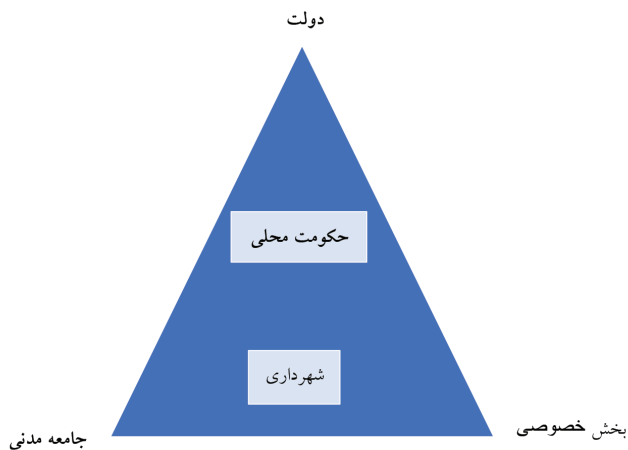 دولت
حکومت محلی
شهرداری
بخش خصوصی
جامعه مدنی